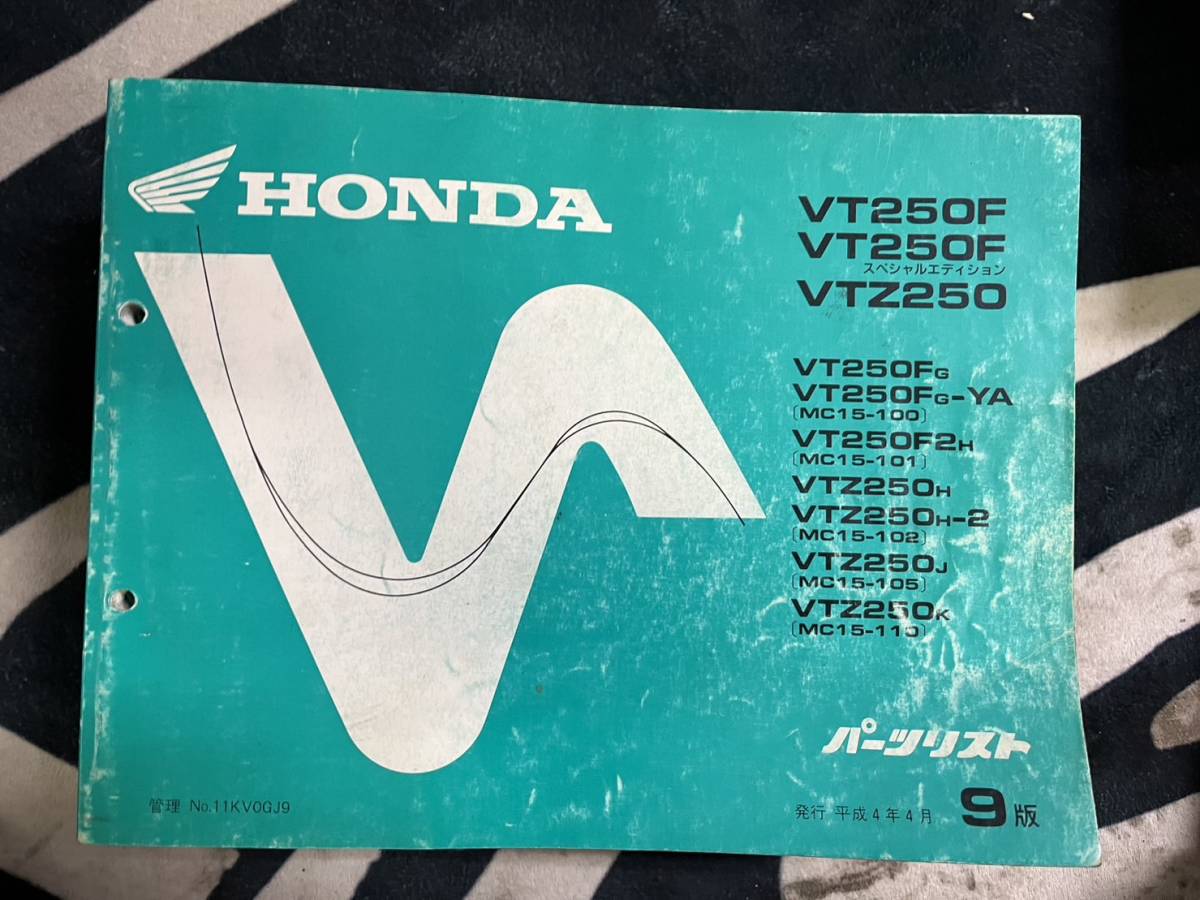 HONDA
VT250F
VT250F
スペシャルエディション
VTZ250
VT250FG
VT250FG-YA
(MC15-100)
VT250F2H
(MC15-101)
VTZ250H
VTZ250H-2
(MC15-102)
VTZ250J
(MC15-105)
VTZ250K
(MC15-110)
パーツリスト
管理 No.11KV0GJ9
発行 平成4年4月 9版